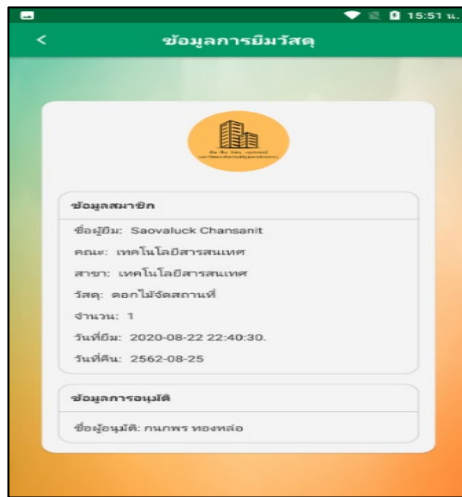 15:51 น.
ข้อมูลการยืมวัสดุ
ข้อมูลสมาชิก
ชื่อผู้ยืม: Saovaluck Chansanit
คณะ: เทคโนโลยีสารสนเทศ
สาขา: เทคโนโลยีสารสนเทศ
วัสดุ: ดอกไม้จัดสถานที่
จำนวน: 1
วันที่ยืม: 2020-08-22 22:40:30.
วันที่คืน: 2562-08-25
ข้อมูลการอนุมัติ
ชื่อผู้อนุมัติ: กนกพร ทองหล่อ